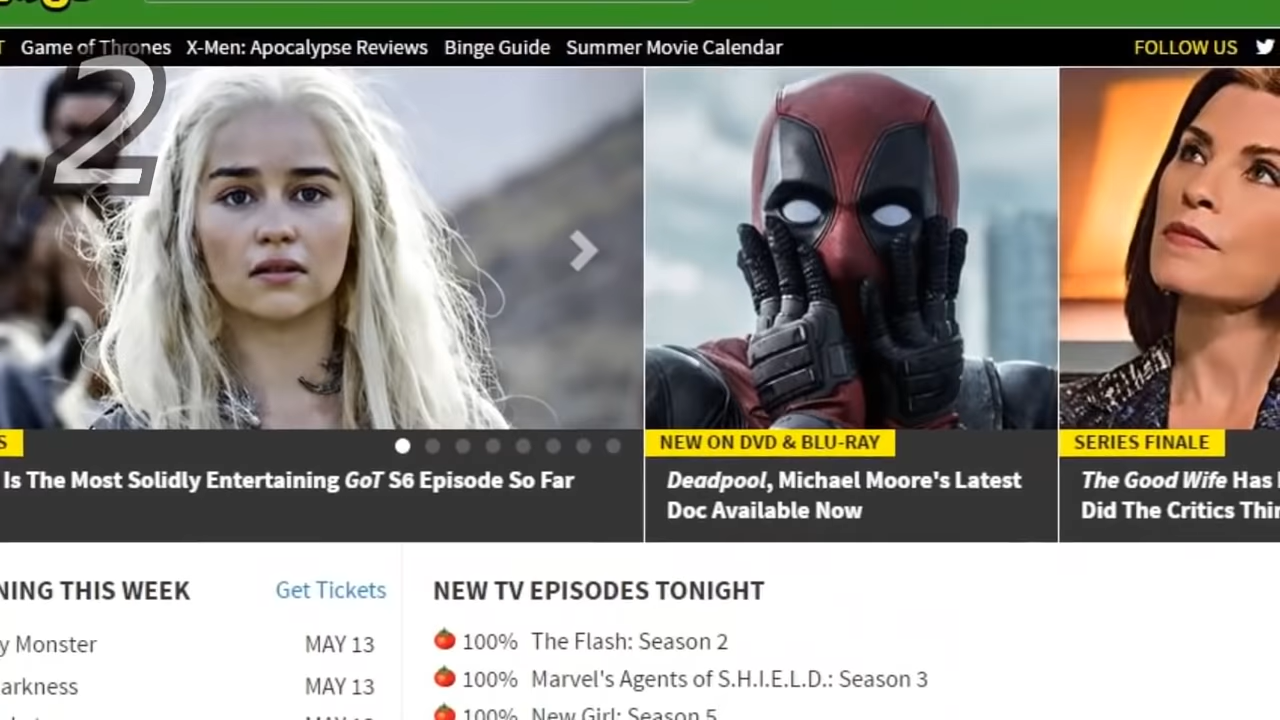 Game of Thrones X-Men: Apocalypse Reviews Binge Guide Summer Movie Calendar FOLLOW US
2
NEW ON DVD & BLU-RAY
SERIES FINALE
Is The Most Solidly Entertaining GoT S6 Episode So Far
Deadpool, Michael Moore's Latest
Doc Available Now
The Good Wife Has
Did The Critics
NING THIS WEEK
Get Tickets
NEW TV EPISODES TONIGHT
y Monster MAY 13
arkness MAY 13
100% The Flash: Season 2
100% Marvel's Agents of S.H.I.E.L.D.: Season 3
100% New Girl: Season 5